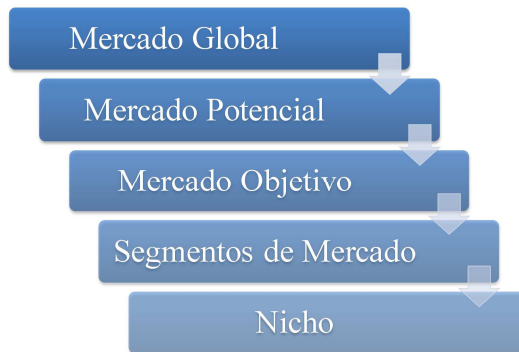 Mercado Global
Mercado Potencial
Mercado Objetivo
Segmentos de Mercado
Nicho